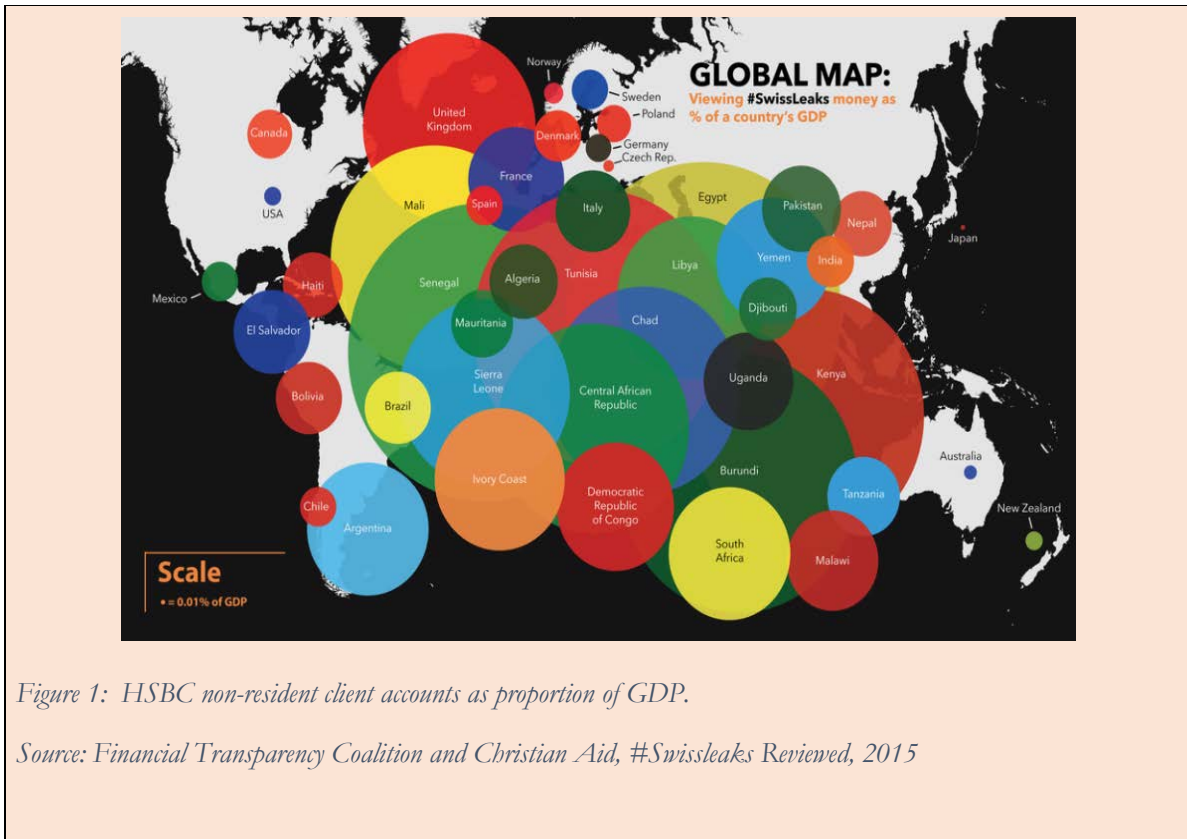 GLOBAL MAP:
Viewing #SwissLeaks money as
% of a country's GDP
Norway
Sweden
Poland
Denmark
Germany
Czech Rep.
United
Kingdom
Canada
USA
France
Spain
Mali
Italy
Egypt
Pakistan
Nepal
Japan
Yemen
India
Libya
Tunisia
Algeria
Senegal
Mexico
Haiti
El Salvador
Mauritania
Chad
Djibouti
Sierra
Leone
Central African
Republic
Uganda
Kenya
Bolivia
Brazil
Ivory Coast
Democratic
Republic
of Congo
Burundi
Tanzania
Australia
New Zealand
Chile
Argentina
South
Africa
Malawi
Scale
• = 0.01% of GDP
Figure 1: HSBC non-resident client accounts as proportion of GDP.
Source: Financial Transparency Coalition and Christian Aid, #Swissleaks Reviewed, 2015